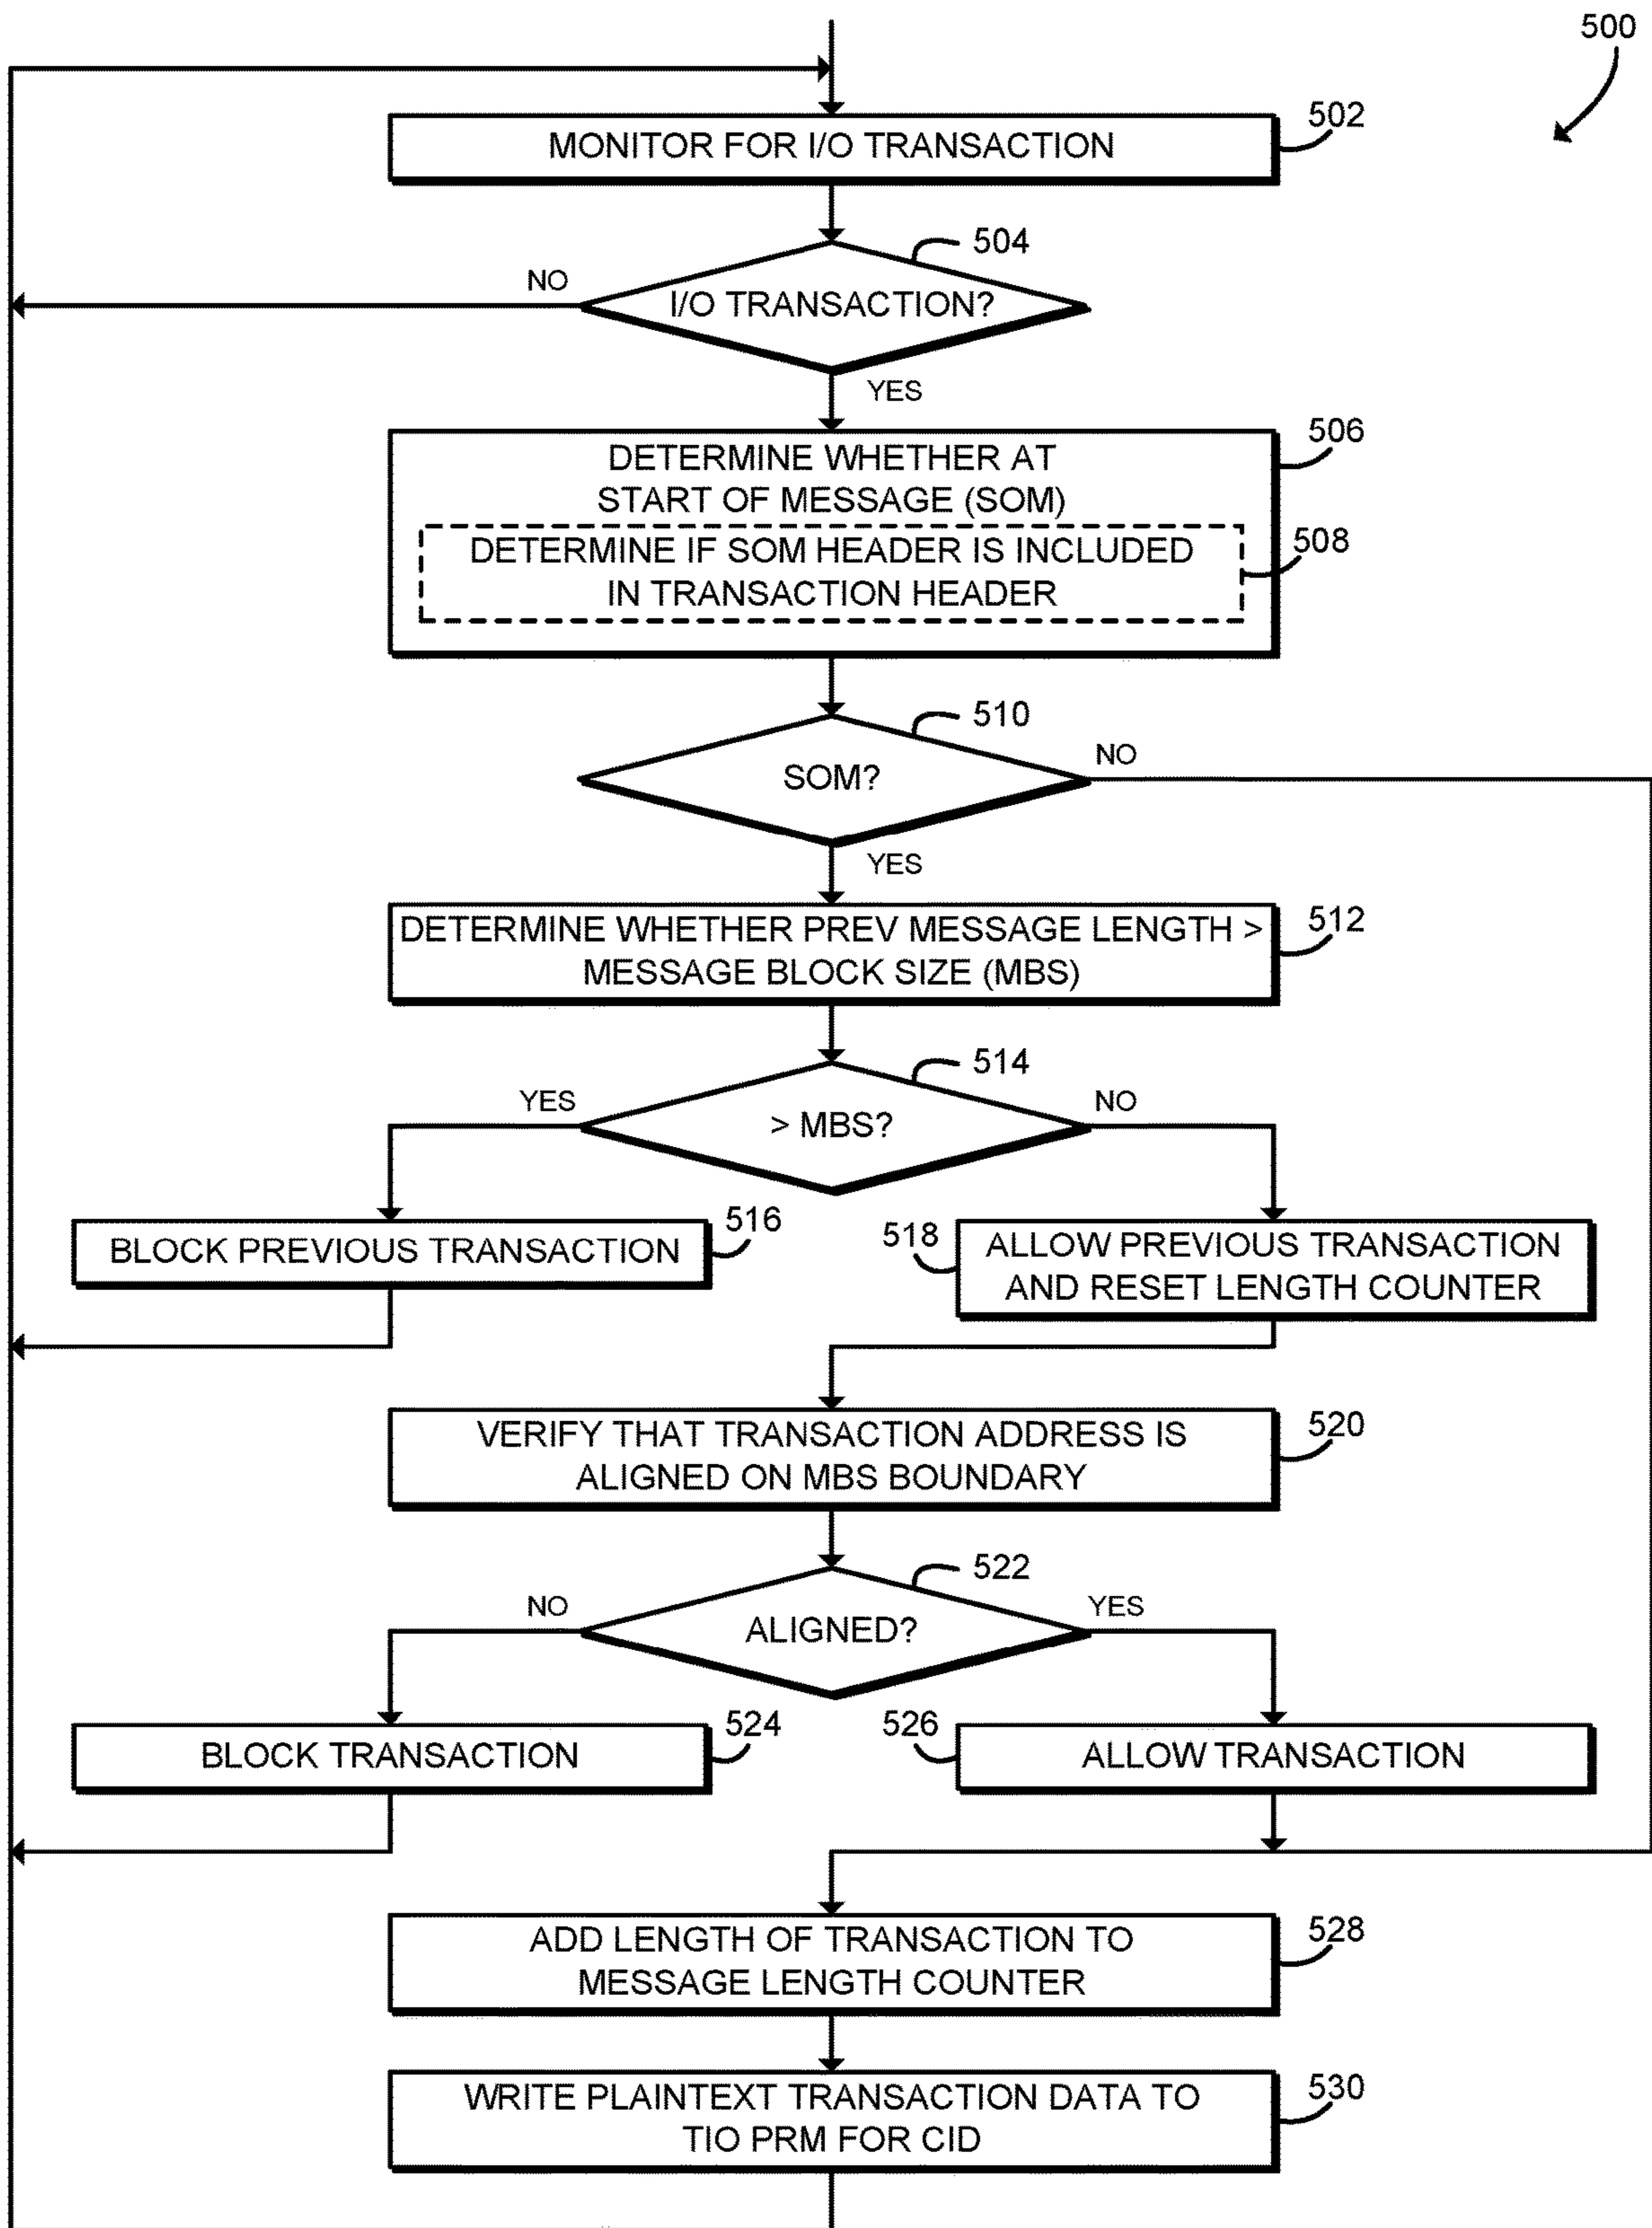 500
502
MONITOR FOR I/O TRANSACTION
504
NO
I/O TRANSACTION?
YES
506
DETERMINE WHETHER AT
START OF MESSAGE (SOM)
508
DETERMINE IF SOM HEADER IS INCLUDED
IN TRANSACTION HEADER
510
NO
SOM?
YES
512
DETERMINE WHETHER PREV MESSAGE LENGTH >
MESSAGE BLOCK SIZE (MBS)
514
YES
NO
> MBS?
516
518
BLOCK PREVIOUS TRANSACTION
ALLOW PREVIOUS TRANSACTION
AND RESET LENGTH COUNTER
520
VERIFY THAT TRANSACTION ADDRESS IS
ALIGNED ON MBS BOUNDARY
522
NO
YES
ALIGNED?
524
526
BLOCK TRANSACTION
ALLOW TRANSACTION
528
ADD LENGTH OF TRANSACTION TO
MESSAGE LENGTH COUNTER
530
WRITE PLAINTEXT TRANSACTION DATA TO
TIO PRM FOR CID